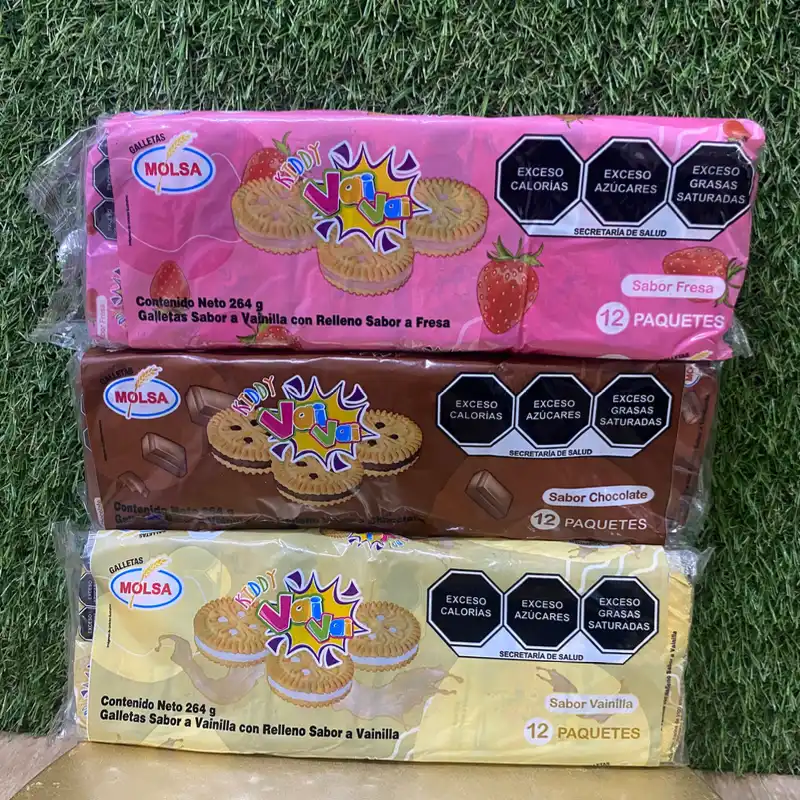 GALLETAS
MOLSA
KIDDY
Vai Vai
EXCESO CALORÍAS
EXCESO AZÚCARES
EXCESO GRASAS SATURADAS
SECRETARÍA DE SALUD
Sabor Fresa
12 PAQUETES
Contenido Neto 264 g
Galletas Sabor a Vainilla con Relleno Sabor a Fresa
GALLETAS
MOLSA
KIDDY
Vai Vai
EXCESO CALORÍAS
EXCESO AZÚCARES
EXCESO GRASAS SATURADAS
SECRETARÍA DE SALUD
Sabor Chocolate
12 PAQUETES
Contenido Neto 264 g
Chocolate
GALLETAS
MOLSA
KIDDY
Vai Vai
EXCESO CALORÍAS
EXCESO AZÚCARES
EXCESO GRASAS SATURADAS
SECRETARÍA DE SALUD
Sabor Vainilla
12 PAQUETES
Contenido Neto 264 g
Galletas Sabor a Vainilla con Relleno Sabor a Vainilla